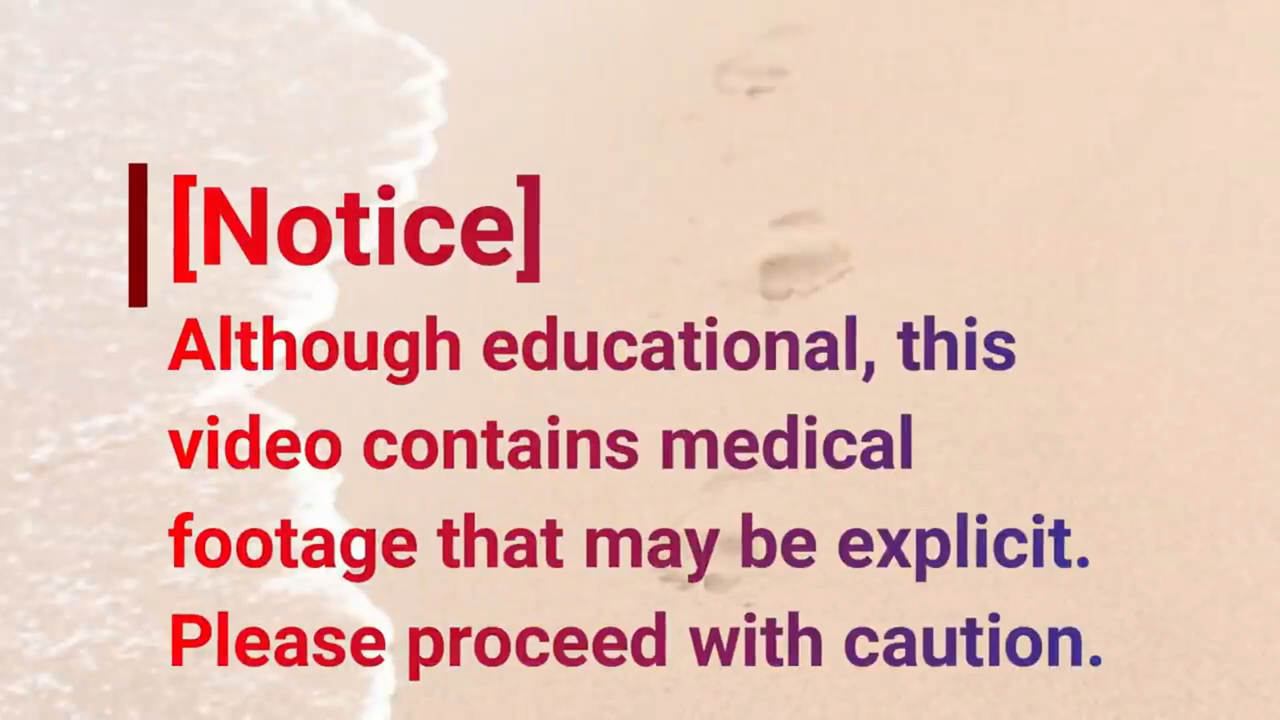 [Notice]
Although educational, this
video contains medical
footage that may be explicit.
Please proceed with caution.